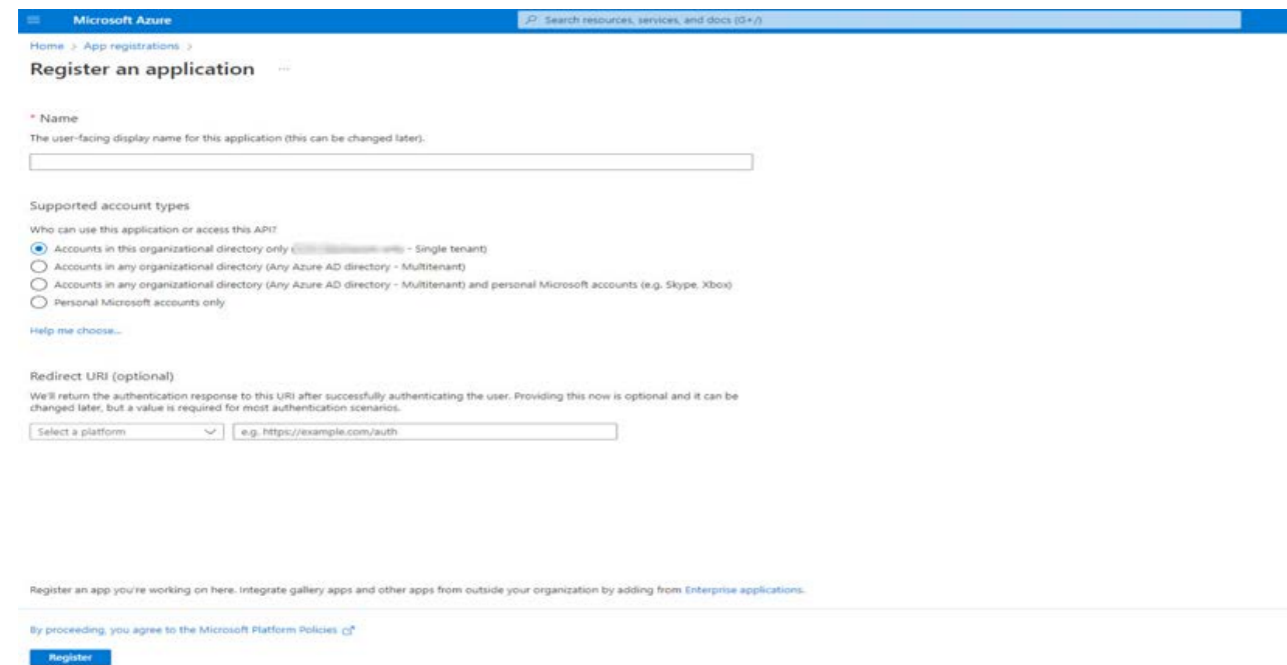 Microsoft Azure
Search resources, services, and docs (G+/)
Home > App registrations >
Register an application ...
* Name
The user-facing display name for this application (this can be changed later).
Supported account types
Who can use this application or access this API?
Accounts in this organizational directory only ( - Single tenant)
Accounts in any organizational directory (Any Azure AD directory - Multitenant)
Accounts in any organizational directory (Any Azure AD directory - Multitenant) and personal Microsoft accounts (e.g. Skype, Xbox)
Personal Microsoft accounts only
Help me choose...
Redirect URI (optional)
We'll return the authentication response to this URI after successfully authenticating the user. Providing this now is optional and it can be
changed later, but a value is required for most authentication scenarios.
Select a platform
e.g. https://example.com/auth
Register an app you're working on here. Integrate gallery apps and other apps from outside your organization by adding from Enterprise applications.
By proceeding, you agree to the Microsoft Platform Policies
Register